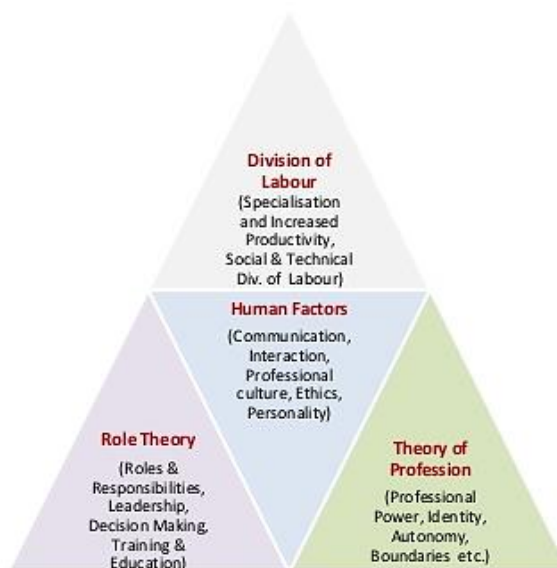 Division of
Labour
(Specialisation
and Increased
Productivity,
Social & Technical
Div. of Labour)
Human Factors
(Communication,
Interaction,
Professional
culture, Ethics,
Personality)
Role Theory
(Roles &
Responsibilities,
Leadership,
Decision Making,
Training &
Education)
Theory of
Profession
(Professional
Power, Identity,
Autonomy,
Boundaries etc.)